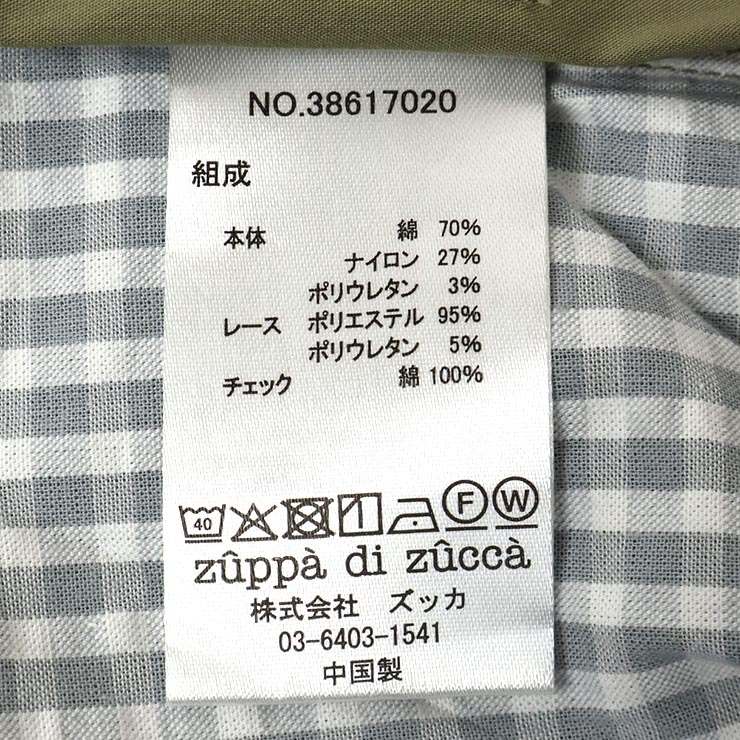 NO.38617020
組成
本体 綿 70%
ナイロン 27%
ポリウレタン 3%
レース ポリエステル 95%
ポリウレタン 5%
チェック 綿 100%
40 F W
zûppà di zûccà
株式会社 ズッカ
03-6403-1541
中国製